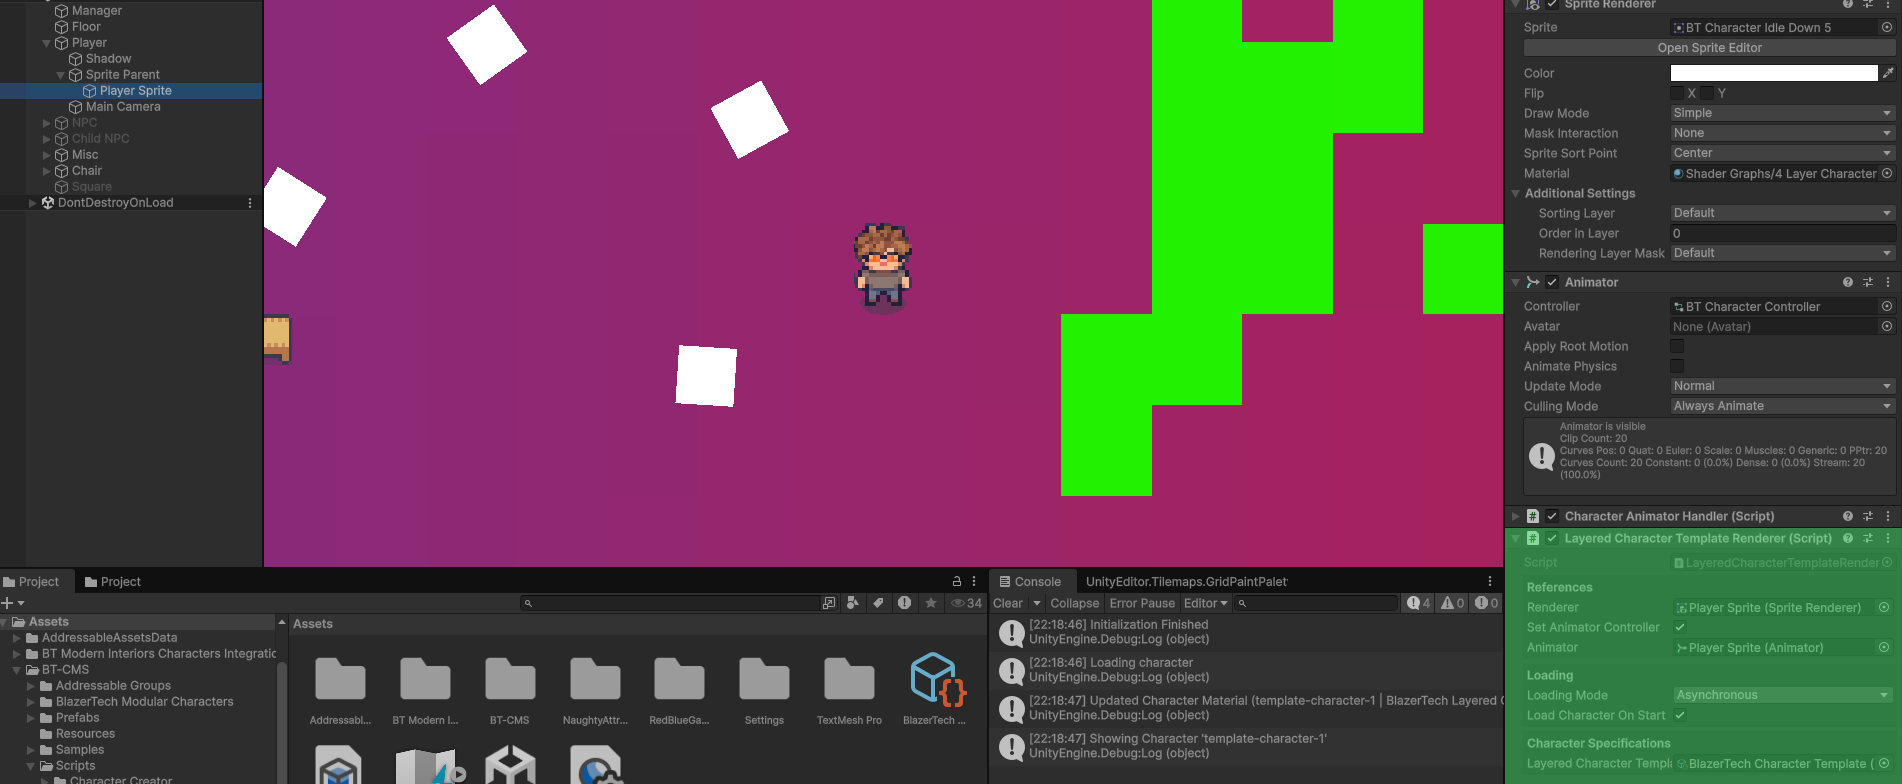 Manager
Floor
Player
Shadow
Sprite Parent
Player Sprite
Main Camera
NPC
Child NPC
Misc
Chair
Square
DontDestroyOnLoad
Sprite Renderer
Sprite BT Character Idle Down 5
Open Sprite Editor
Color
Flip X Y
Draw Mode Simple
Mask Interaction None
Sprite Sort Point Center
Material Shader Graphs/4 Layer Character
Additional Settings
Sorting Layer Default
Order in Layer 0
Rendering Layer Mask Default
Animator
Controller BT Character Controller
Avatar None (Avatar)
Apply Root Motion
Animate Physics
Update Mode Normal
Culling Mode Always Animate
Animator is visible
Clip Count: 20
Curves Pos: 0 Quat: 0 Euler: 0 Scale: 0 Muscles: 0 Generic: 0 PPtr: 20
Curves Count: 20 Constant: 0 (0.0%) Dense: 0 (0.0%) Stream: 20
(100.0%)
# Character Animator Handler (Script)
# Layered Character Template Renderer (Script)
Script LayeredCharacterTemplateRender
References
Renderer Player Sprite (Sprite Renderer)
Set Animator Controller
Animator Player Sprite (Animator)
Loading
Loading Mode Asynchronous
Load Character On Start
Character Specifications
Layered Character Templ BlazerTech Character Template (
Project Project
34
Assets
AddressableAssetsData
BT Modern Interiors Characters Integratic
BT-CMS
Addressable Groups
BlazerTech Modular Characters
Prefabs
Resources
Samples
Scripts
Character Creator
Assets
Addressabl...
BT Modern I...
BT-CMS
NaughtyAttr...
RedBlueGa...
Settings
TextMesh Pro
BlazerTech ...
Console UnityEditor.Tilemaps.GridPaintPalet
Clear Collapse Error Pause Editor 4 0 0
[22:18:46] Initialization Finished
UnityEngine.Debug:Log (object)
[22:18:46] Loading character
UnityEngine.Debug:Log (object)
[22:18:47] Updated Character Material (template-character-1 | BlazerTech Layered C
UnityEngine.Debug:Log (object)
[22:18:47] Showing Character 'template-character-1'
UnityEngine.Debug:Log (object)